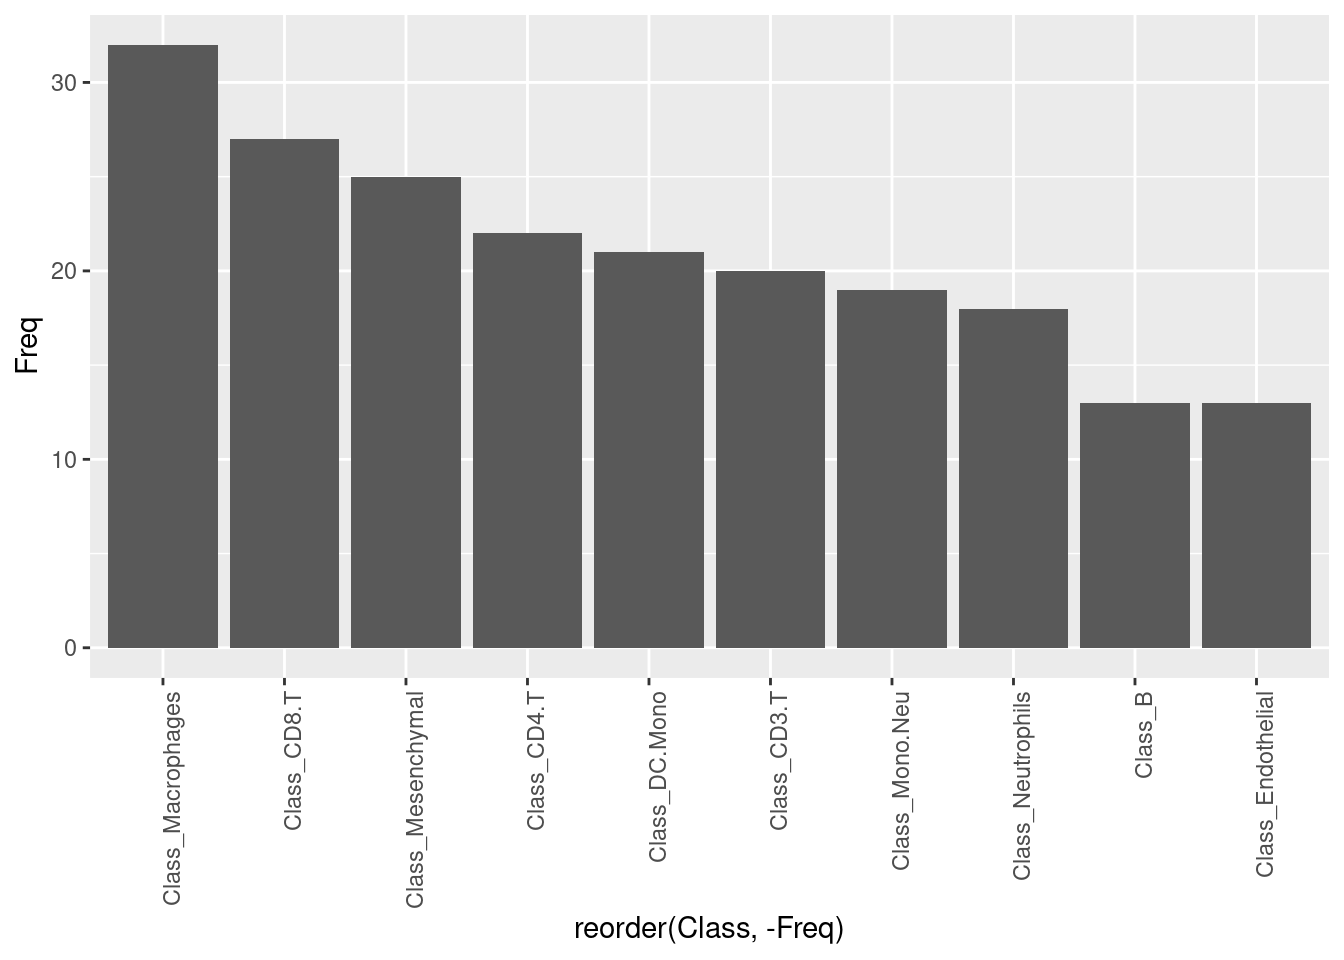 Freq
30
20
10
0
Class_Macrophages
Class_CD8.T
Class_Mesenchymal
Class_CD4.T
Class_DC.Mono
Class_CD3.T
Class_Mono.Neu
Class_Neutrophils
Class_B
Class_Endothelial
reorder(Class, -Freq)